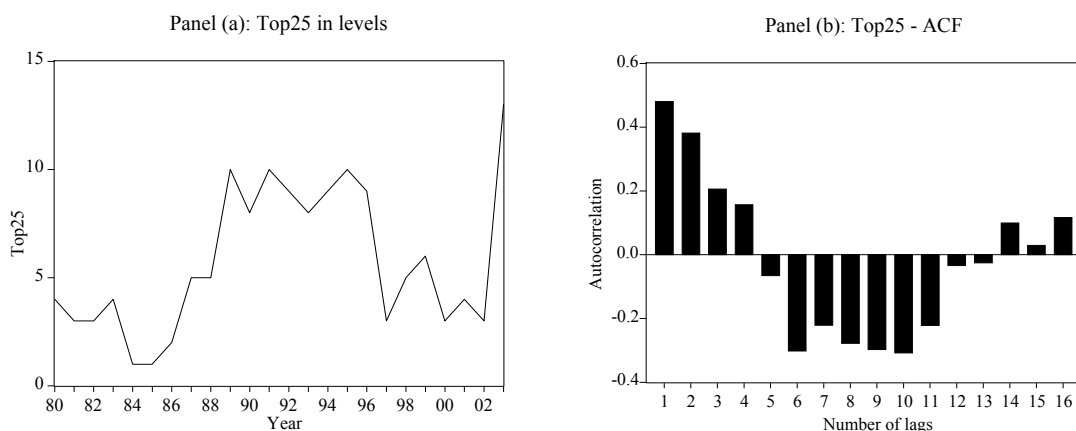 Panel (a): Top25 in levels
15
10
5
0
Top25
80 82 84 86 88 90 92 94 96 98 00 02
Year
Panel (b): Top25 - ACF
0.6
0.4
0.2
0.0
-0.2
-0.4
Autocorrelation
1 2 3 4 5 6 7 8 9 10 11 12 13 14 15 16
Number of lags